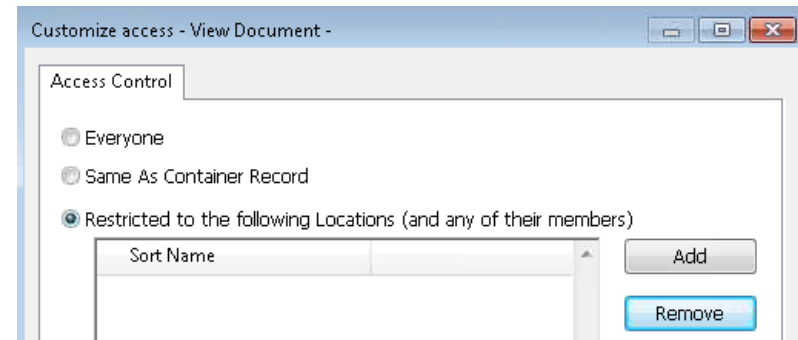 Customize access - View Document -
Access Control
Everyone
Same As Container Record
Restricted to the following Locations (and any of their members)
Sort Name
Add
Remove